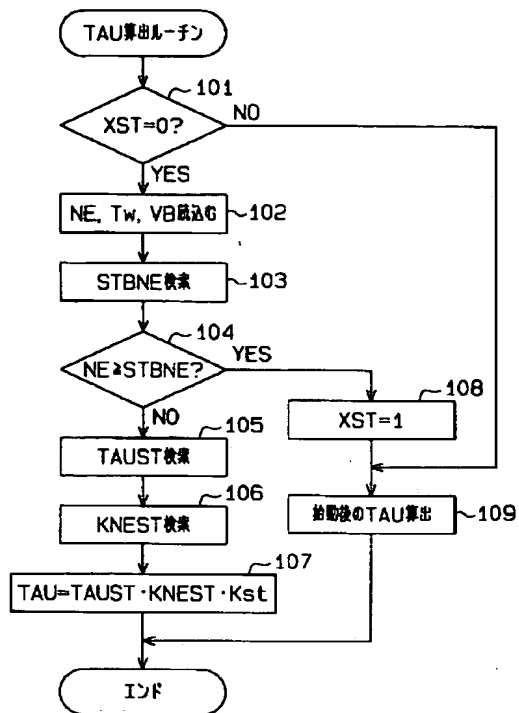 TAU算出ルーチン
101
XST=0?
NO
YES
NE, Tw, VB読込む
102
STBNE検索
103
104
NE≧STBNE?
YES
NO
108
XST=1
105
TAUST検索
106
KNEST検索
始動後のTAU算出
109
107
TAU=TAUST・KNEST・Kst
エンド